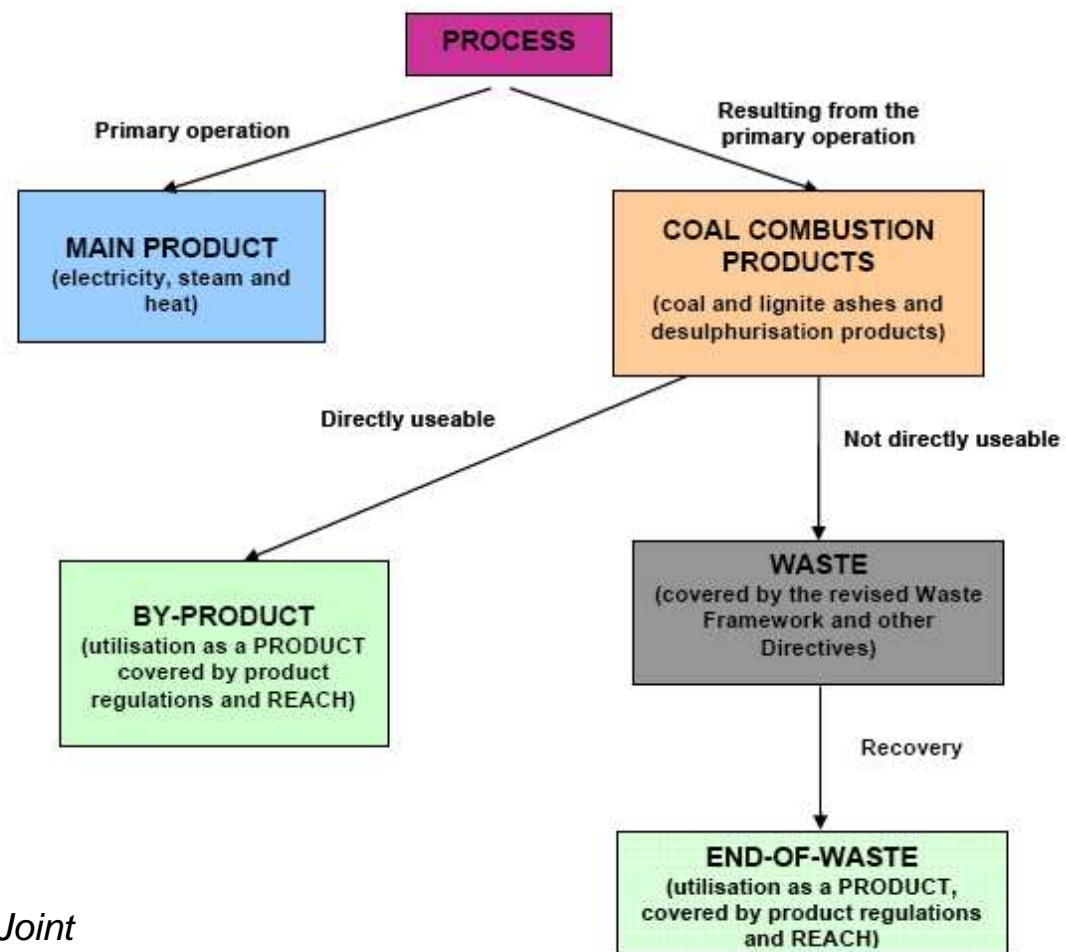 PROCESS
Primary operation
Resulting from the
primary operation
MAIN PRODUCT
(electricity, steam and
heat)
COAL COMBUSTION
PRODUCTS
(coal and lignite ashes and
desulphurisation products)
Directly useable
Not directly useable
BY-PRODUCT
(utilisation as a PRODUCT
covered by product
regulations and REACH)
WASTE
(covered by the revised Waste
Framework and other
Directives)
Recovery
END-OF-WASTE
(utilisation as a PRODUCT,
covered by product regulations
and REACH)
Joint